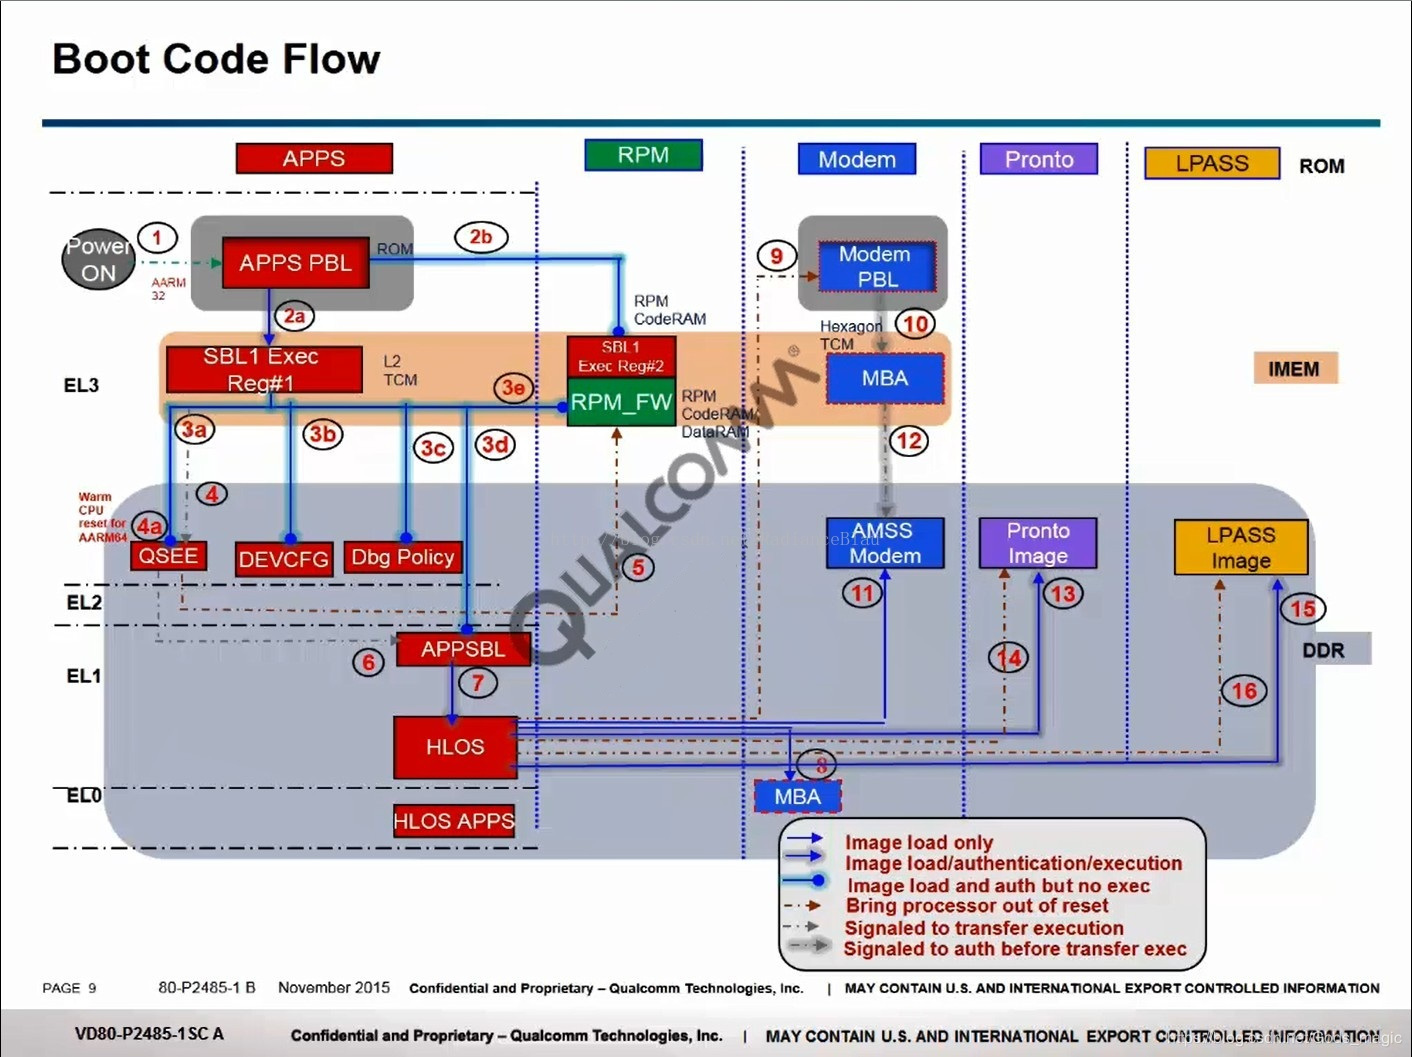 Boot Code Flow
APPS
RPM
Modem
Pronto
LPASS
ROM
Power
ON
1
AARM
32
APPS PBL
ROM
2b
2a
RPM
CodeRAM
9
Modem
PBL
10
Hexagon
TCM
EL3
SBL1 Exec
Reg#1
L2
TCM
3e
SBL1
Exec Reg#2
RPM_FW
RPM
CodeRAM
DataRAM
MBA
IMEM
3a
3b
3c
3d
12
QUALCOMM
®
Warm
CPU
reset for
AARM64
4
4a
QSEE
DEVCFG
Dbg Policy
5
AMSS
Modem
Pronto
Image
LPASS
Image
11
13
15
EL2
EL1
6
APPSBL
7
14
16
DDR
HLOS
8
MBA
EL0
HLOS APPS
Image load only
Image load/authentication/execution
Image load and auth but no exec
Bring processor out of reset
Signaled to transfer execution
Signaled to auth before transfer exec
PAGE 9 80-P2485-1 B November 2015 Confidential and Proprietary – Qualcomm Technologies, Inc. | MAY CONTAIN U.S. AND INTERNATIONAL EXPORT CONTROLLED INFORMATION
VD80-P2485-1SC A Confidential and Proprietary – Qualcomm Technologies, Inc. | MAY CONTAIN U.S. AND INTERNATIONAL EXPORT CONTROLLED INFORMATION